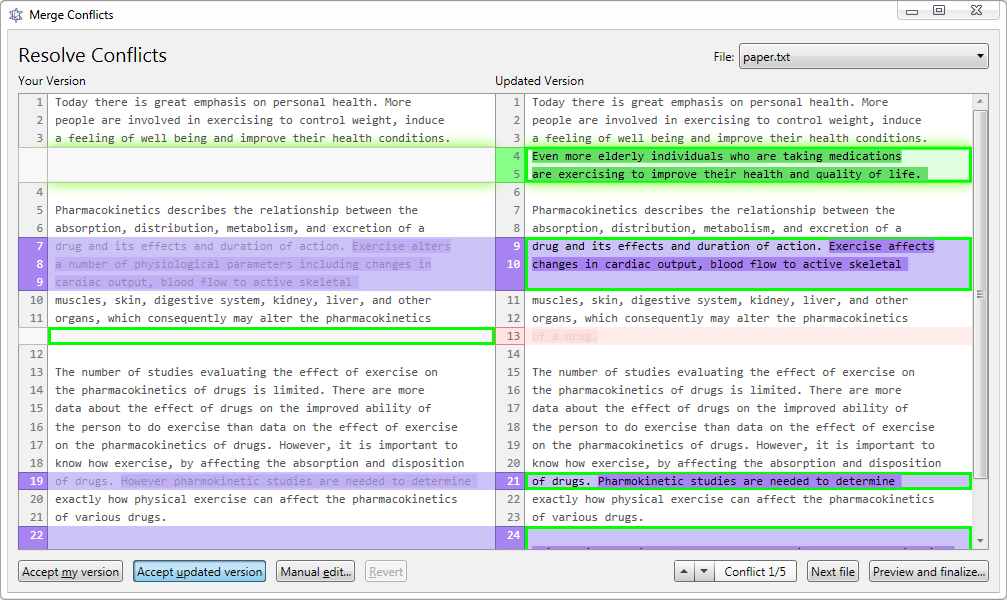 Merge Conflicts
Resolve Conflicts
File: paper.txt
Your Version
1 Today there is great emphasis on personal health. More
2 people are involved in exercising to control weight, induce
3 a feeling of well being and improve their health conditions.
4
5 Pharmacokinetics describes the relationship between the
6 absorption, distribution, metabolism, and excretion of a
7 drug and its effects and duration of action. Exercise alters
8 a number of physiological parameters including changes in
9 cardiac output, blood flow to active skeletal
10 muscles, skin, digestive system, kidney, liver, and other
11 organs, which consequently may alter the pharmacokinetics
12
13 The number of studies evaluating the effect of exercise on
14 the pharmacokinetics of drugs is limited. There are more
15 data about the effect of drugs on the improved ability of
16 the person to do exercise than data on the effect of exercise
17 on the pharmacokinetics of drugs. However, it is important to
18 know how exercise, by affecting the absorption and disposition
19 of drugs. However pharmokinetic studies are needed to determine
20 exactly how physical exercise can affect the pharmacokinetics
21 of various drugs.
22
Updated Version
1 Today there is great emphasis on personal health. More
2 people are involved in exercising to control weight, induce
3 a feeling of well being and improve their health conditions.
4 Even more elderly individuals who are taking medications
5 are exercising to improve their health and quality of life.
6
7 Pharmacokinetics describes the relationship between the
8 absorption, distribution, metabolism, and excretion of a
9 drug and its effects and duration of action. Exercise affects
10 changes in cardiac output, blood flow to active skeletal
11 muscles, skin, digestive system, kidney, liver, and other
12 organs, which consequently may alter the pharmacokinetics
13 of a drug.
14
15 The number of studies evaluating the effect of exercise on
16 the pharmacokinetics of drugs is limited. There are more
17 data about the effect of drugs on the improved ability of
18 the person to do exercise than data on the effect of exercise
19 on the pharmacokinetics of drugs. However, it is important to
20 know how exercise, by affecting the absorption and disposition
21 of drugs. Pharmokinetic studies are needed to determine
22 exactly how physical exercise can affect the pharmacokinetics
23 of various drugs.
24
Accept my version
Accept updated version
Manual edit...
Revert
Conflict 1/5
Next file
Preview and finalize...